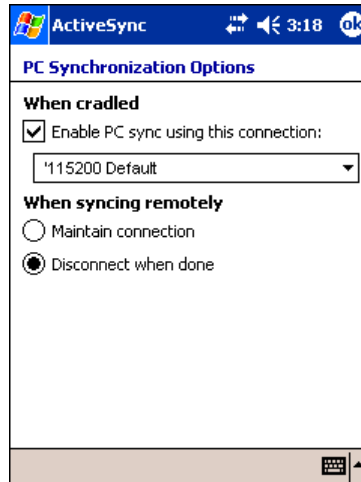 ActiveSync 3:18 ok
PC Synchronization Options
When cradled
Enable PC sync using this connection:
'115200 Default
When syncing remotely
Maintain connection
Disconnect when done